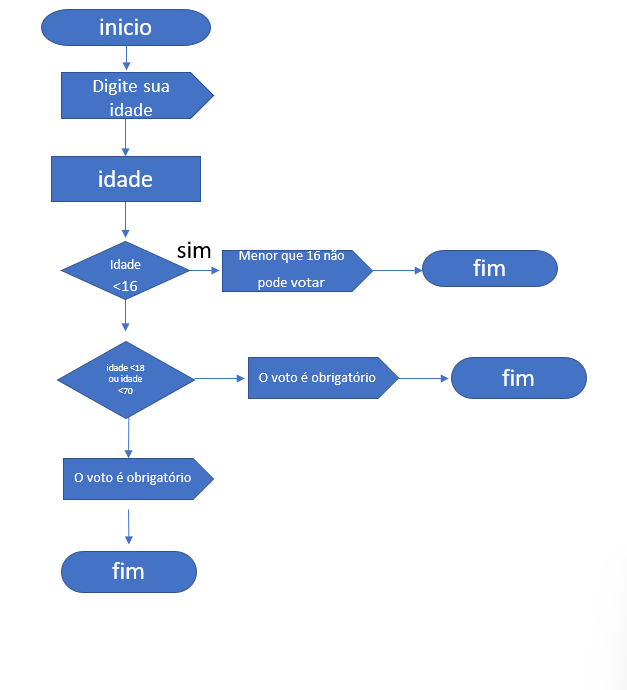 inicio
Digite sua
idade
idade
Idade
<16
sim
Menor que 16 não
pode votar
fim
idade <18
ou idade
<70
O voto é obrigatório
fim
O voto é obrigatório
fim